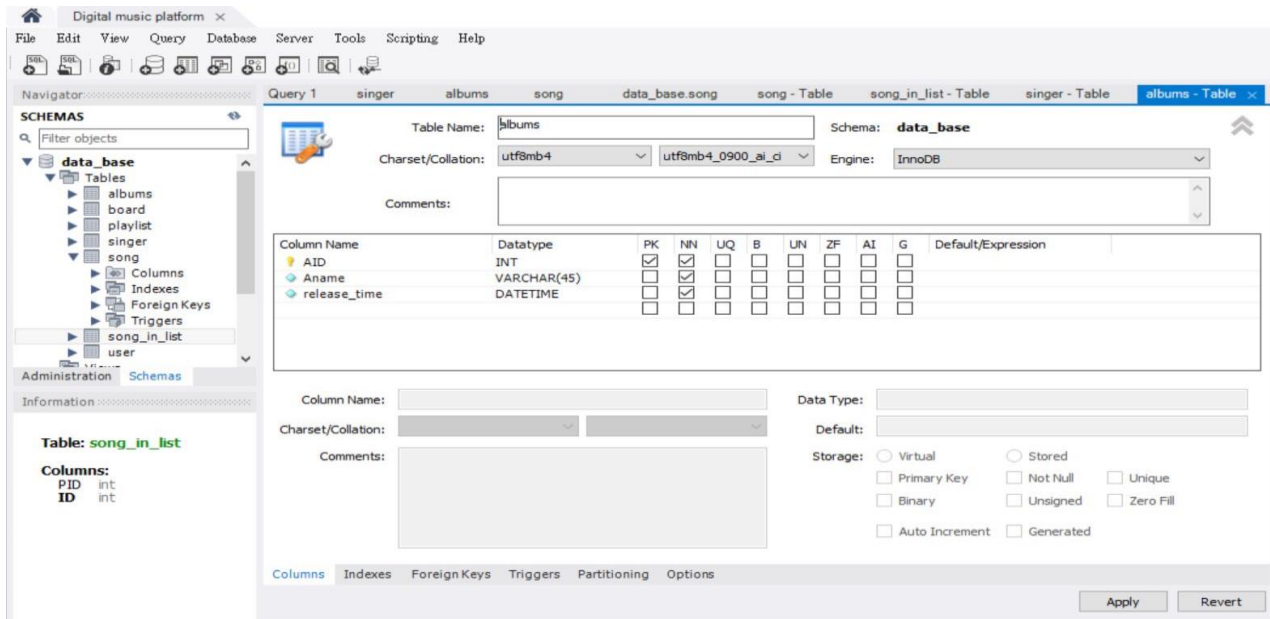 Digital music platform ×
File Edit View Query Database Server Tools Scripting Help
SQL SQL
Navigator
SCHEMAS
Filter objects
data_base
Tables
albums
board
playlist
singer
song
Columns
Indexes
Foreign Keys
Triggers
song_in_list
user
Views
Administration Schemas
Information
Table: song_in_list
Columns:
PID int
ID int
Query 1 singer albums song data_base.song song - Table song_in_list - Table singer - Table albums - Table ×
Table Name: albums Schema: data_base
Charset/Collation: utf8mb4 utf8mb4_0900_ai_ci Engine: InnoDB
Comments:
Column Name Datatype PK NN UQ B UN ZF AI G Default/Expression
AID INT
Aname VARCHAR(45)
release_time DATETIME
Column Name: Data Type:
Charset/Collation: Default:
Comments: Storage: Virtual Stored
Primary Key Not Null Unique
Binary Unsigned Zero Fill
Auto Increment Generated
Columns Indexes Foreign Keys Triggers Partitioning Options
Apply Revert